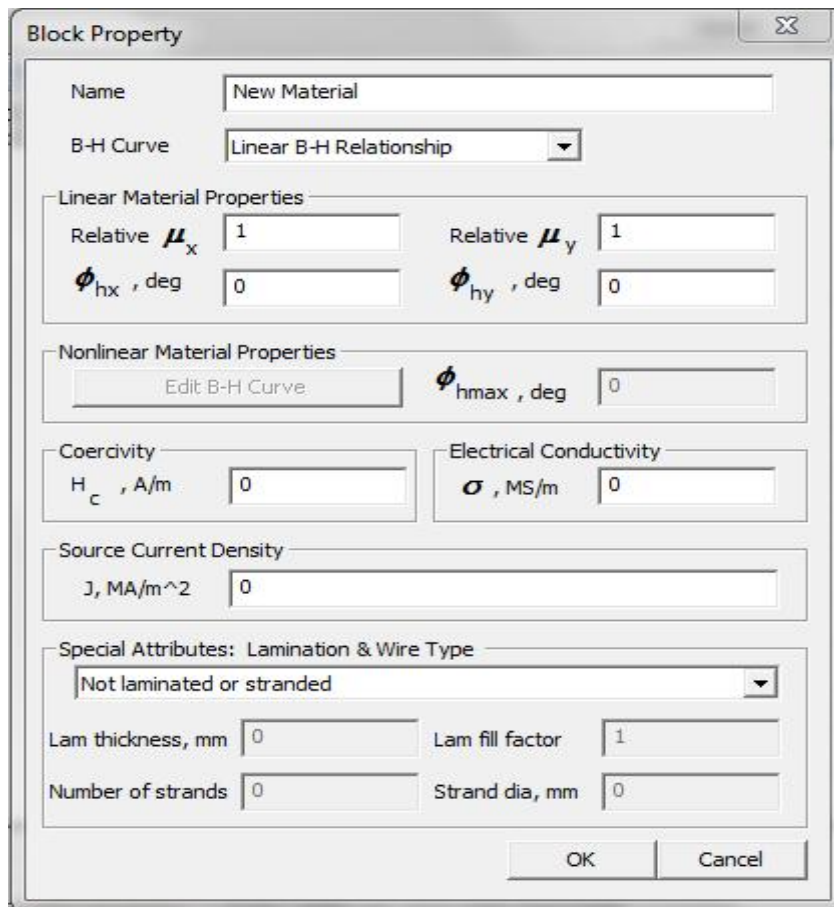 Block Property
Name New Material
B-H Curve Linear B-H Relationship
Linear Material Properties
Relative μx 1 Relative μy 1
ϕhx , deg 0 ϕhy , deg 0
Nonlinear Material Properties
Edit B-H Curve ϕhmax , deg 0
Coercivity Electrical Conductivity
Hc , A/m 0 σ , MS/m 0
Source Current Density
J, MA/m^2 0
Special Attributes: Lamination & Wire Type
Not laminated or stranded
Lam thickness, mm 0 Lam fill factor 1
Number of strands 0 Strand dia, mm 0
OK Cancel